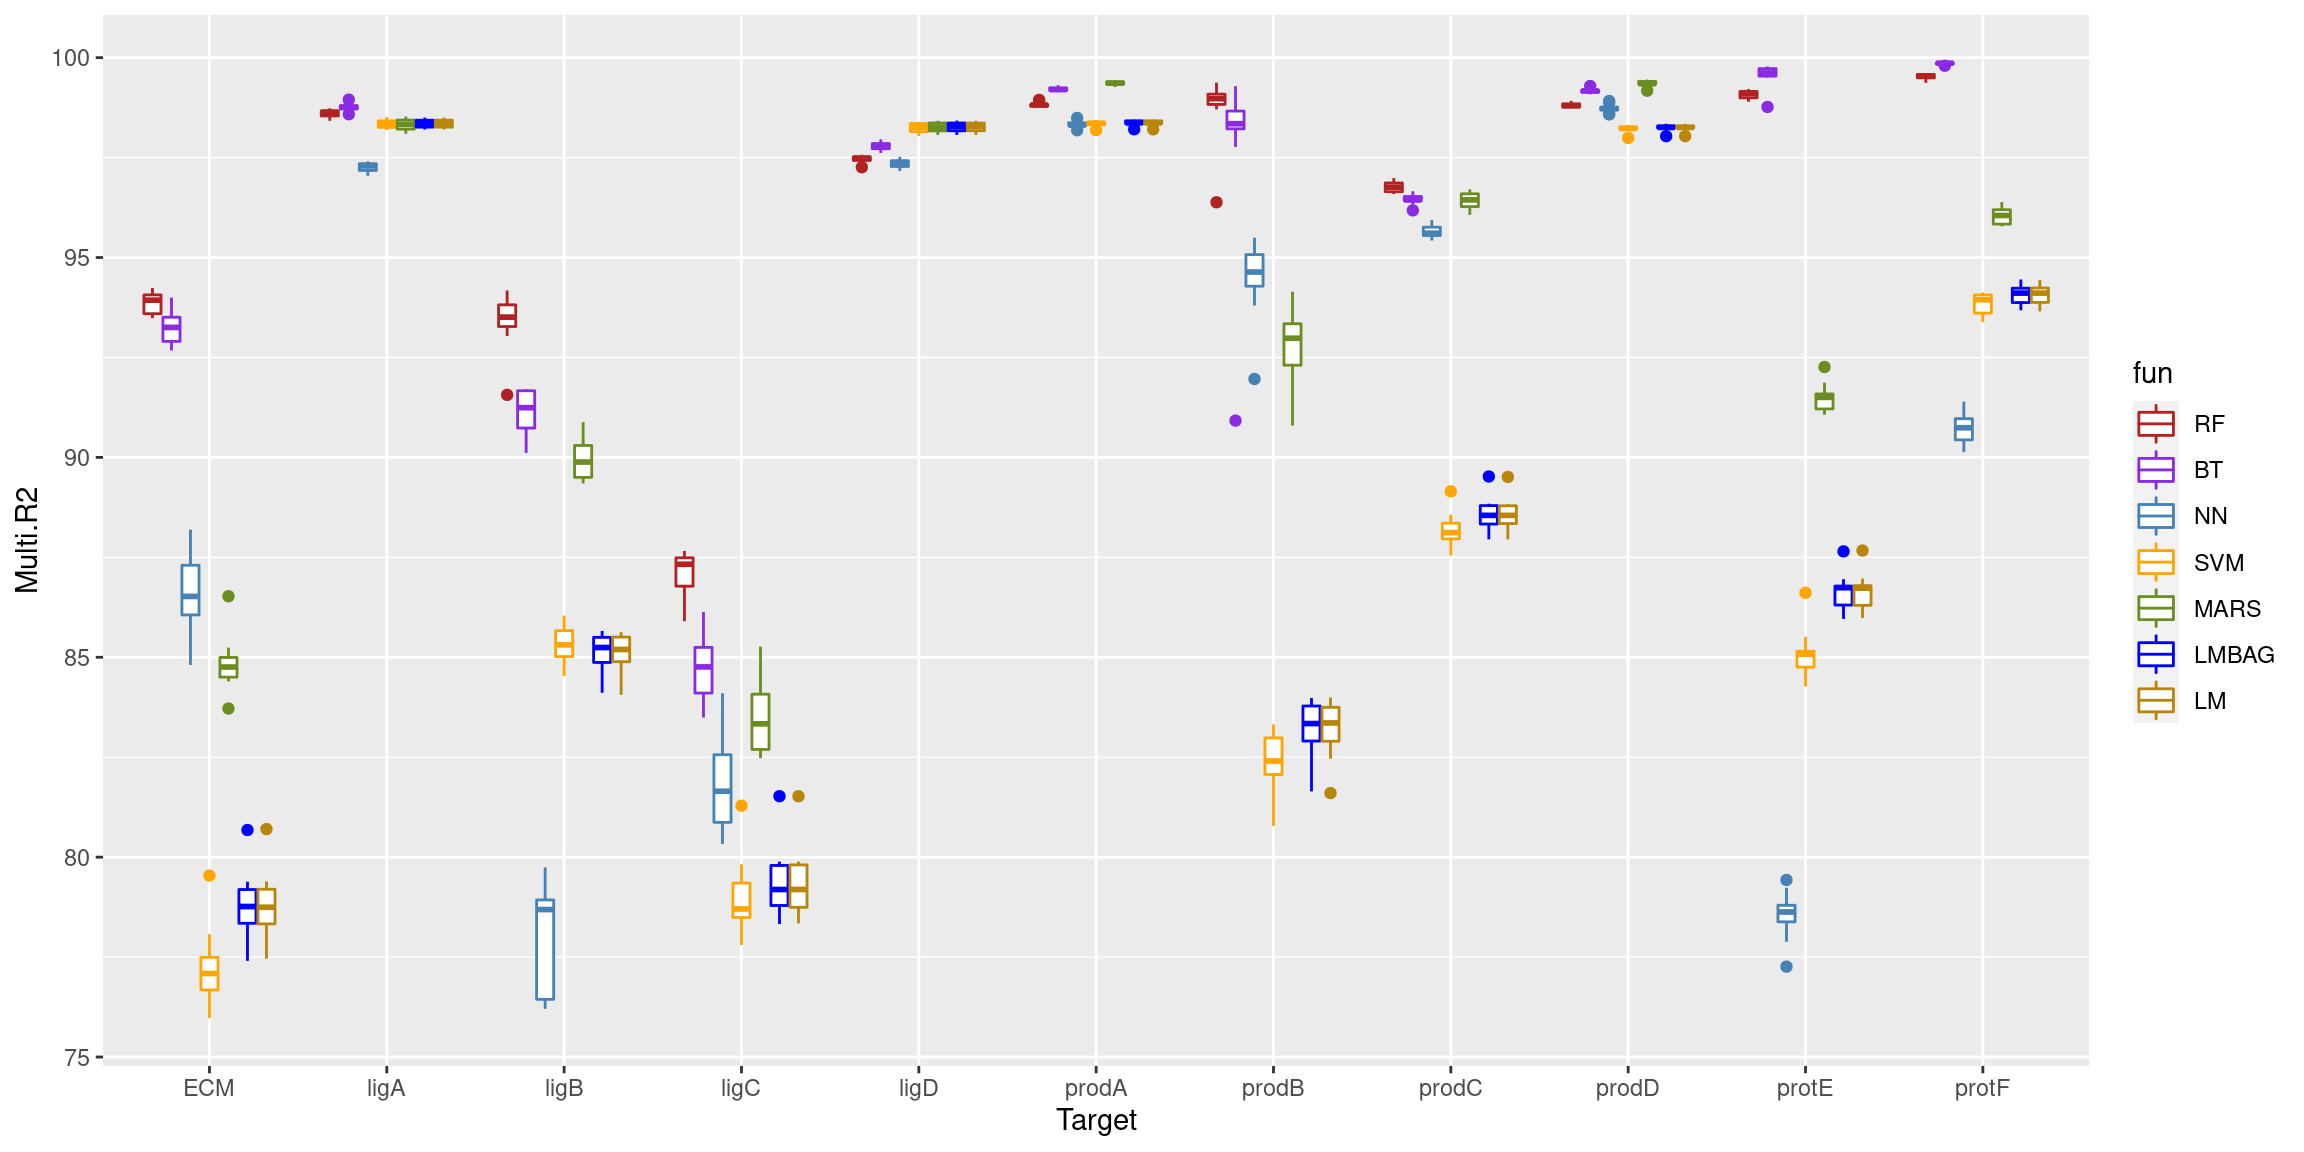 100
95
90
85
80
75
Multi.R2
ECM ligA ligB ligC ligD prodA prodB prodC prodD protE protF
Target
fun
RF
BT
NN
SVM
MARS
LMBAG
LM